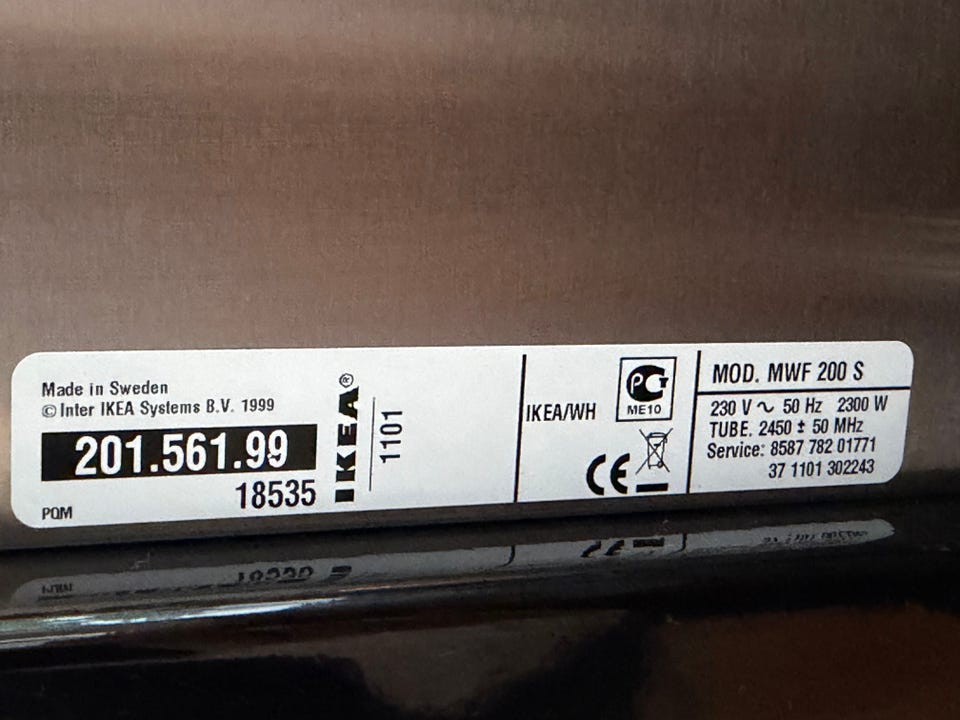 Made in Sweden
© Inter IKEA Systems B.V. 1999
201.561.99
18535
PQM
IKEA®
1101
IKEA/WH
PG
ME10
CE
MOD. MWF 200 S
230 V ~ 50 Hz 2300 W
TUBE. 2450 ± 50 MHz
Service: 8587 782 01771
37 1101 302243